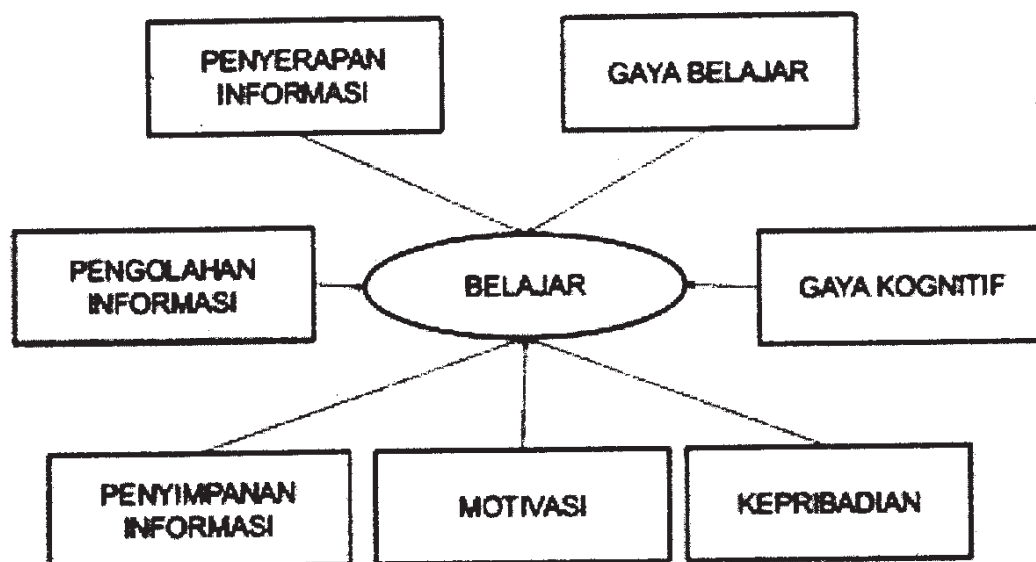 PENYERAPAN
INFORMASI
GAYA BELAJAR
PENGOLAHAN
INFORMASI
BELAJAR
GAYA KOGNITIF
PENYIMPANAN
INFORMASI
MOTIVASI
KEPRIBADIAN